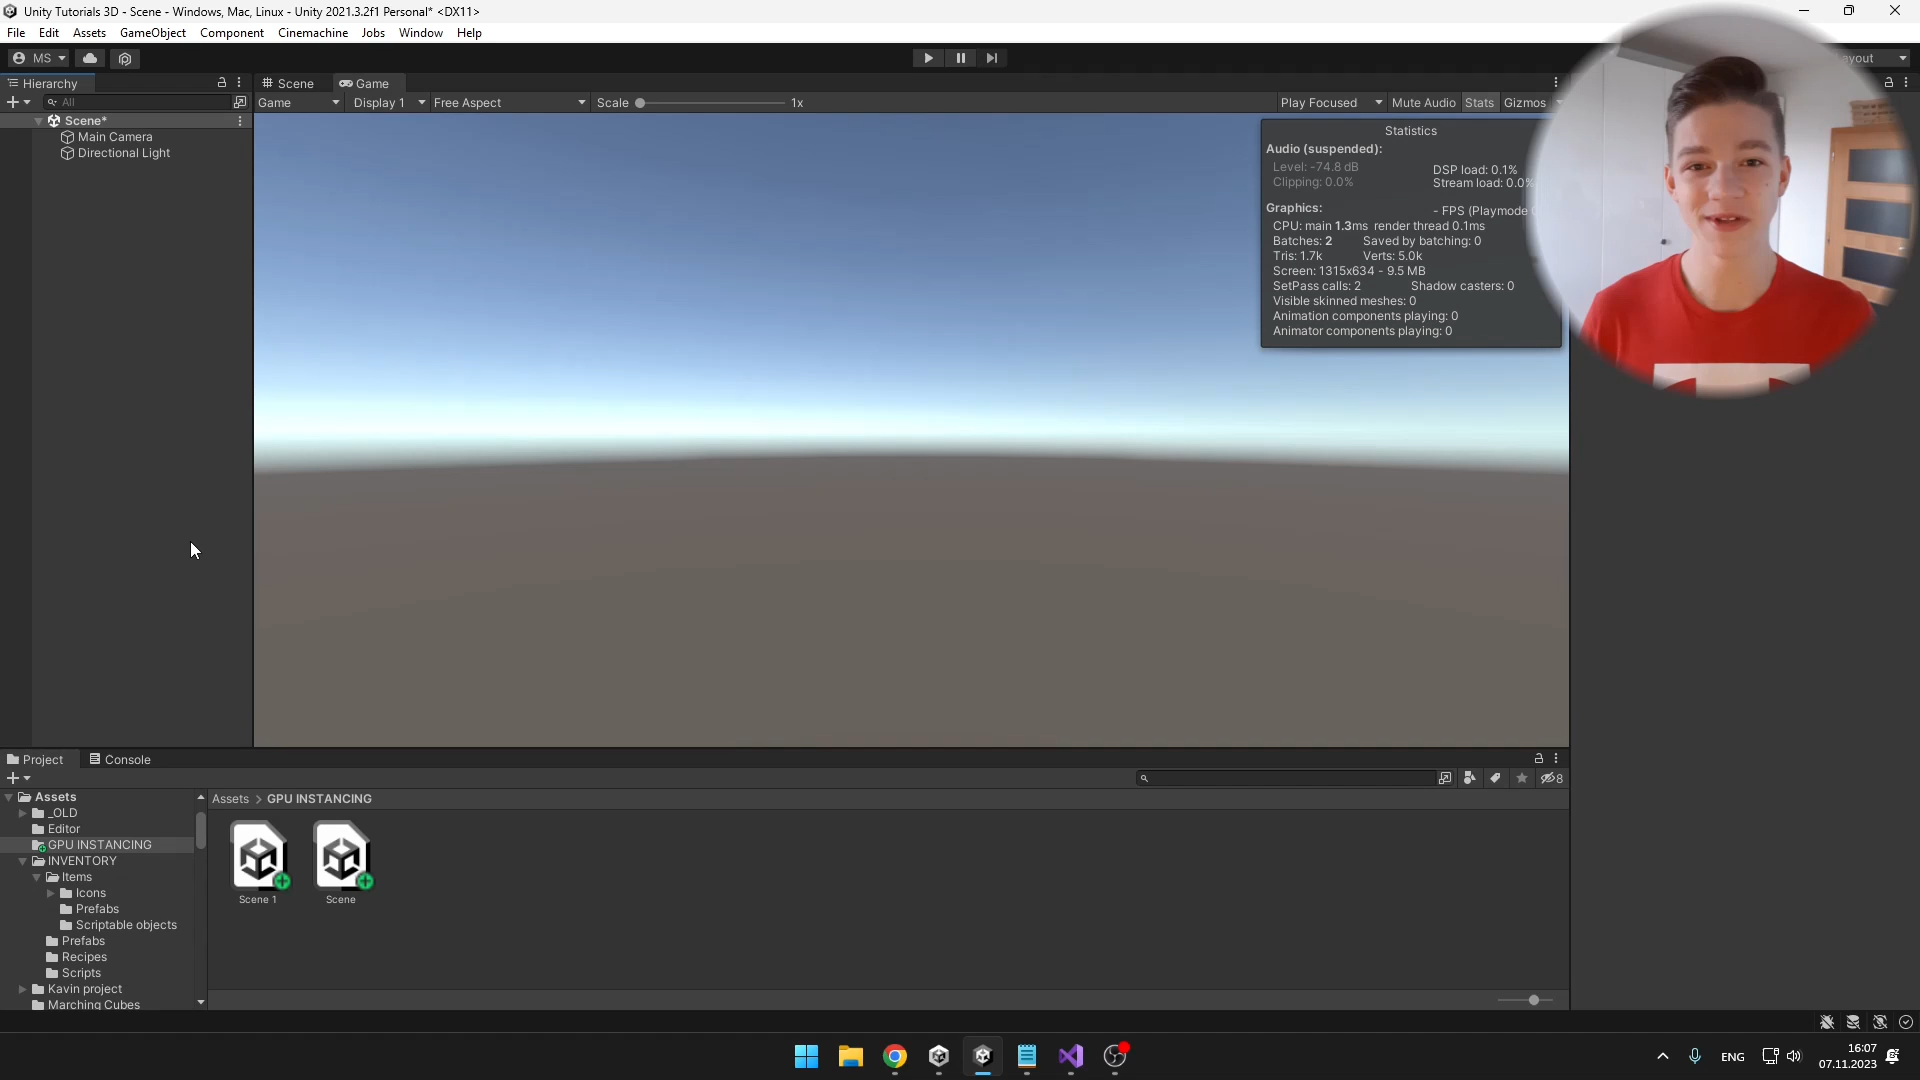 Unity Tutorials 3D - Scene - Windows, Mac, Linux - Unity 2021.3.2f1 Personal* <DX11>
File Edit Assets GameObject Component Cinemachine Jobs Window Help
MS
Hierarchy
All
Scene*
Main Camera
Directional Light
Scene Game
Game Display 1 Free Aspect Scale 1x Play Focused Mute Audio Stats Gizmos
Statistics
Audio (suspended):
Level: -74.8 dB DSP load: 0.1%
Clipping: 0.0% Stream load: 0.0%
Graphics: - FPS (Playmode
CPU: main 1.3ms render thread 0.1ms
Batches: 2 Saved by batching: 0
Tris: 1.7k Verts: 5.0k
Screen: 1315x634 - 9.5 MB
SetPass calls: 2 Shadow casters: 0
Visible skinned meshes: 0
Animation components playing: 0
Animator components playing: 0
Project Console
8
Assets
_OLD
Editor
GPU INSTANCING
INVENTORY
Items
Icons
Prefabs
Scriptable objects
Prefabs
Recipes
Scripts
Kavin project
Marching Cubes
Assets > GPU INSTANCING
Scene 1 Scene
ENG
16:07
07.11.2023